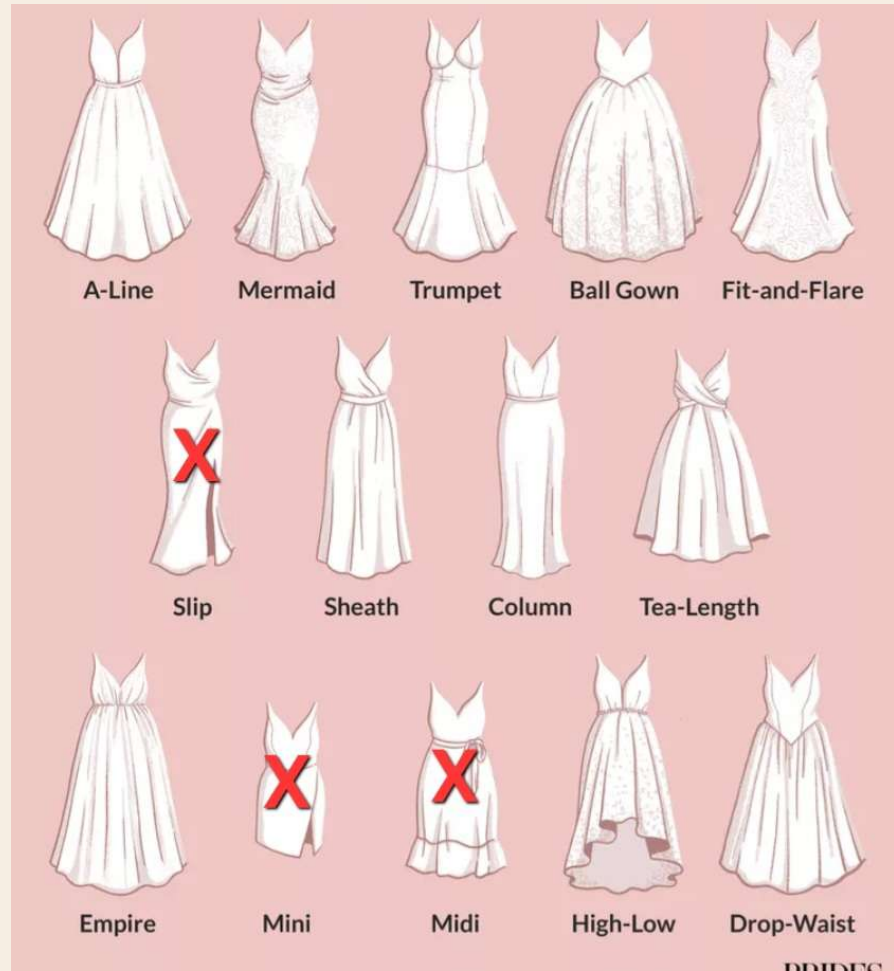 A-Line Mermaid Trumpet Ball Gown Fit-and-Flare
X
Slip Sheath Column Tea-Length
X X
Empire Mini Midi High-Low Drop-Waist